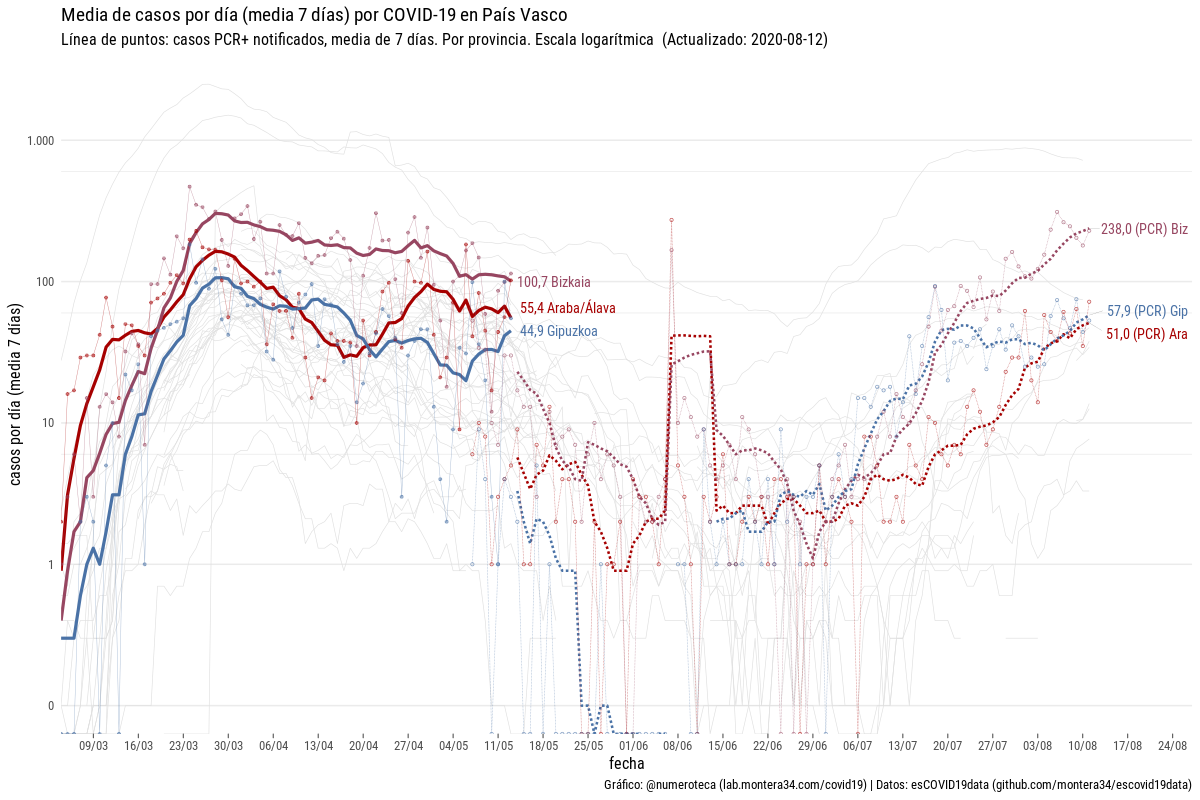 Media de casos por día (media 7 días) por COVID-19 en País Vasco
Línea de puntos: casos PCR+ notificados, media de 7 días. Por provincia. Escala logarítmica  (Actualizado: 2020-08-12)
casos por día (media 7 días)
1.000
100
10
1
0
238,0 (PCR) Biz
100,7 Bizkaia
55,4 Araba/Álava
57,9 (PCR) Gip
44,9 Gipuzkoa
51,0 (PCR) Ara
09/03 16/03 23/03 30/03 06/04 13/04 20/04 27/04 04/05 11/05 18/05 25/05 01/06 08/06 15/06 22/06 29/06 06/07 13/07 20/07 27/07 03/08 10/08 17/08 24/08
fecha
Gráfico: @numeroteca (lab.montera34.com/covid19) | Datos: esCOVID19data (github.com/montera34/escovid19data)